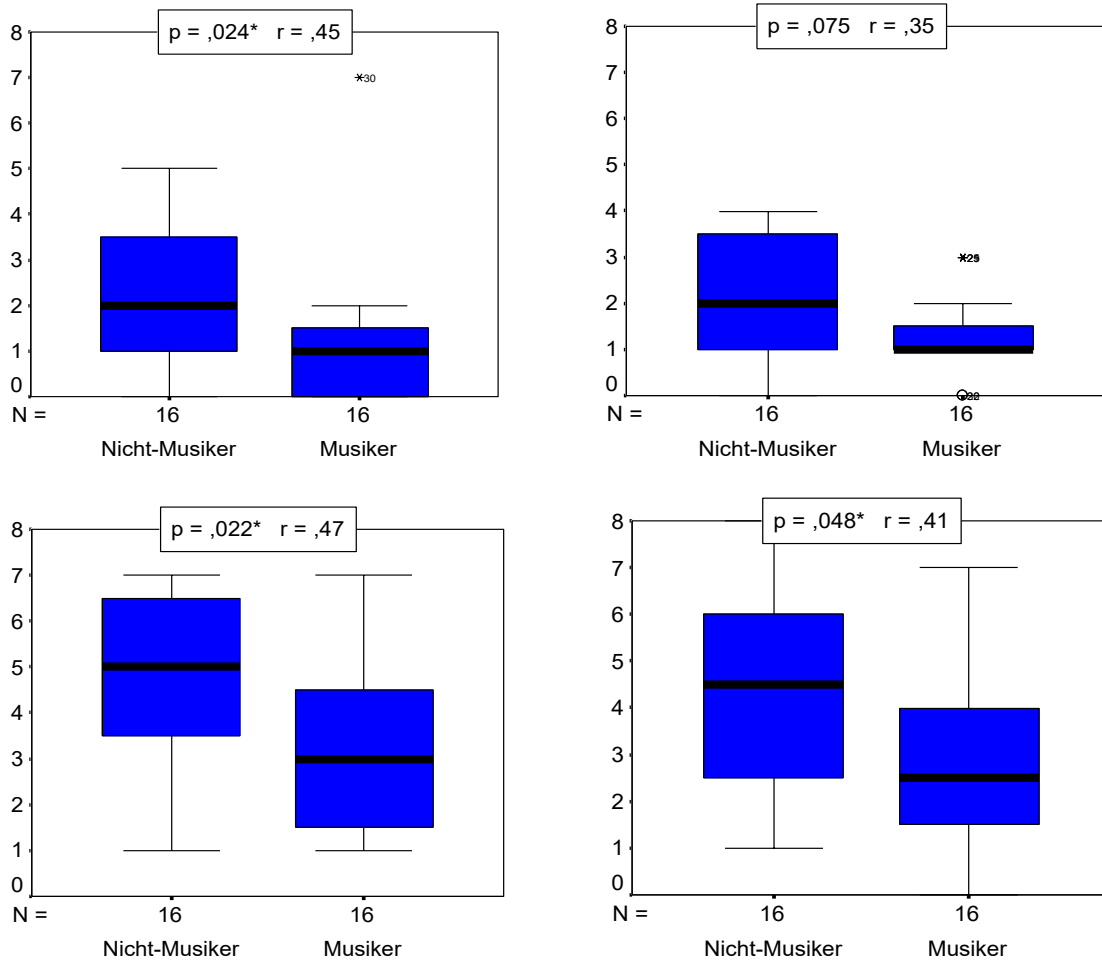 p = ,024* r = ,45
8
7
6
5
4
3
2
1
0
30
N =
16
16
Nicht-Musiker
Musiker
p = ,075 r = ,35
8
7
6
5
4
3
2
1
0
N =
16
16
Nicht-Musiker
Musiker
p = ,022* r = ,47
8
7
6
5
4
3
2
1
0
N =
16
16
Nicht-Musiker
Musiker
p = ,048* r = ,41
8
7
6
5
4
3
2
1
0
N =
16
16
Nicht-Musiker
Musiker